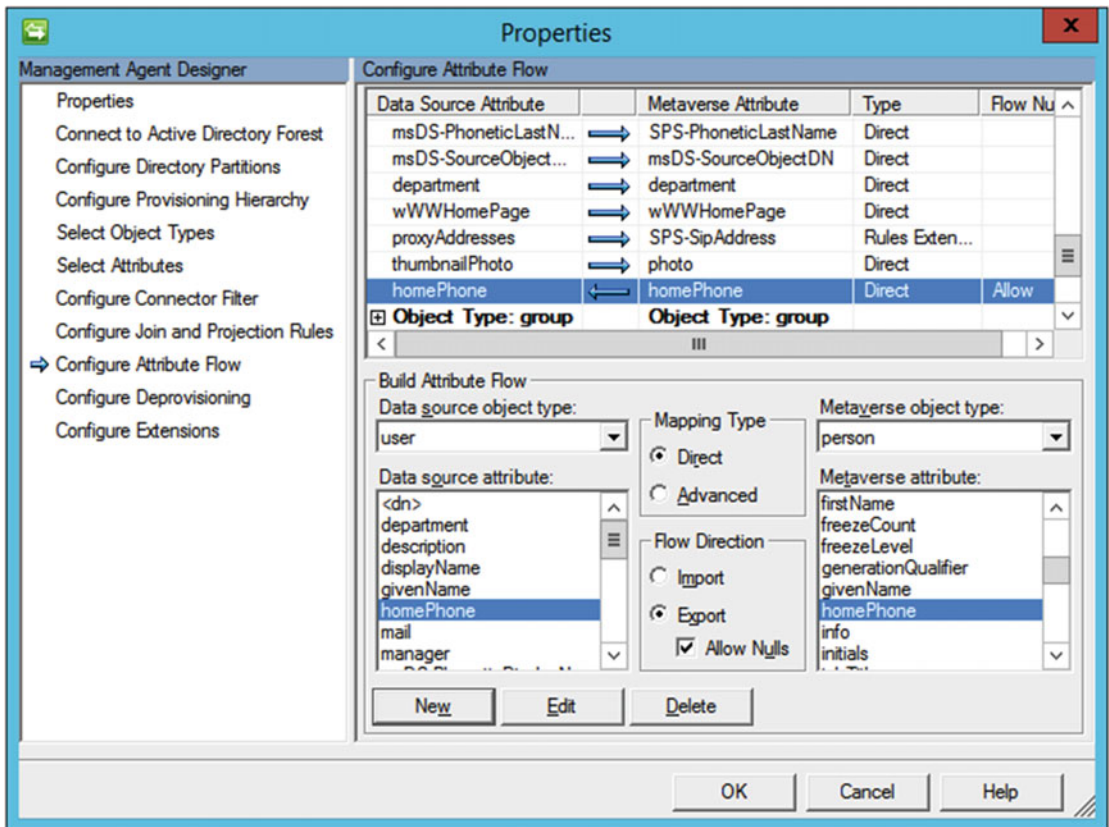 Properties
x
Management Agent Designer
Properties
Connect to Active Directory Forest
Configure Directory Partitions
Configure Provisioning Hierarchy
Select Object Types
Select Attributes
Configure Connector Filter
Configure Join and Projection Rules
Configure Attribute Flow
Configure Deprovisioning
Configure Extensions
Configure Attribute Flow
Data Source Attribute Metaverse Attribute Type Flow Nu
msDS-PhoneticLastN... SPS-PhoneticLastName Direct
msDS-SourceObject... msDS-SourceObjectDN Direct
department department Direct
wWWHomePage wWWHomePage Direct
proxyAddresses SPS-SipAddress Rules Exten...
thumbnailPhoto photo Direct
homePhone homePhone Direct Allow
Object Type: group Object Type: group
Build Attribute Flow
Data source object type:
user
Data source attribute:
<dn>
department
description
displayName
givenName
homePhone
mail
manager
Mapping Type
Direct
Advanced
Flow Direction
Import
Export
Allow Nulls
Metaverse object type:
person
Metaverse attribute:
firstName
freezeCount
freezeLevel
generationQualifier
givenName
homePhone
info
initials
New Edit Delete
OK Cancel Help